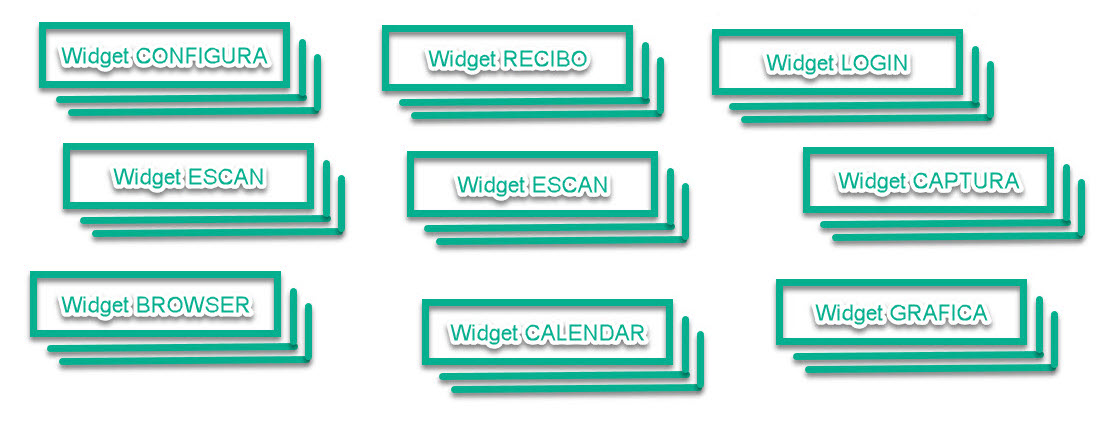 Widget CONFIGURA
Widget RECIBO
Widget LOGIN
Widget ESCAN
Widget ESCAN
Widget CAPTURA
Widget BROWSER
Widget CALENDAR
Widget GRAFICA